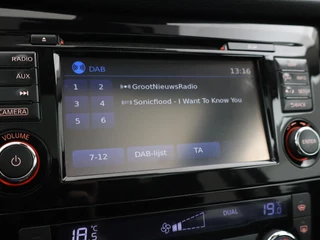 RADIO
AUX
CAMERA
VOLUME
DAB
13:16
1 2
3 4
5 6
GrootNieuwsRadio
Sonicflood - I Want To Know You
7-12
DAB-lijst
TA
ENTER
18°C
DUAL
19.0